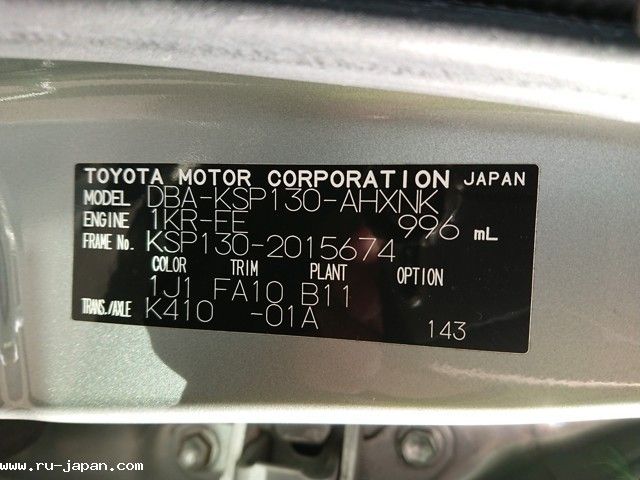 TOYOTA MOTOR CORPORATION JAPAN
MODEL DBA-KSP130-AHXNK
ENGINE 1KR-FE 996 mL
FRAME No. KSP130-2015674
COLOR TRIM PLANT OPTION
1J1 FA10 B11
TRANS./AXLE K410 -01A
143
www.ru-japan.com